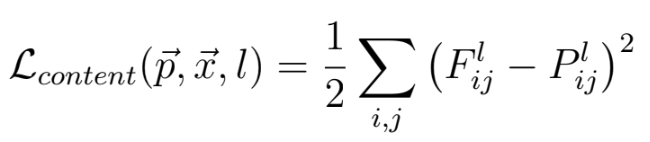 $\mathcal{L}_{content}(\vec{p}, \vec{x}, l) = \frac{1}{2} \sum_{i,j} \left( F_{ij}^{l} - P_{ij}^{l} \right)^2$